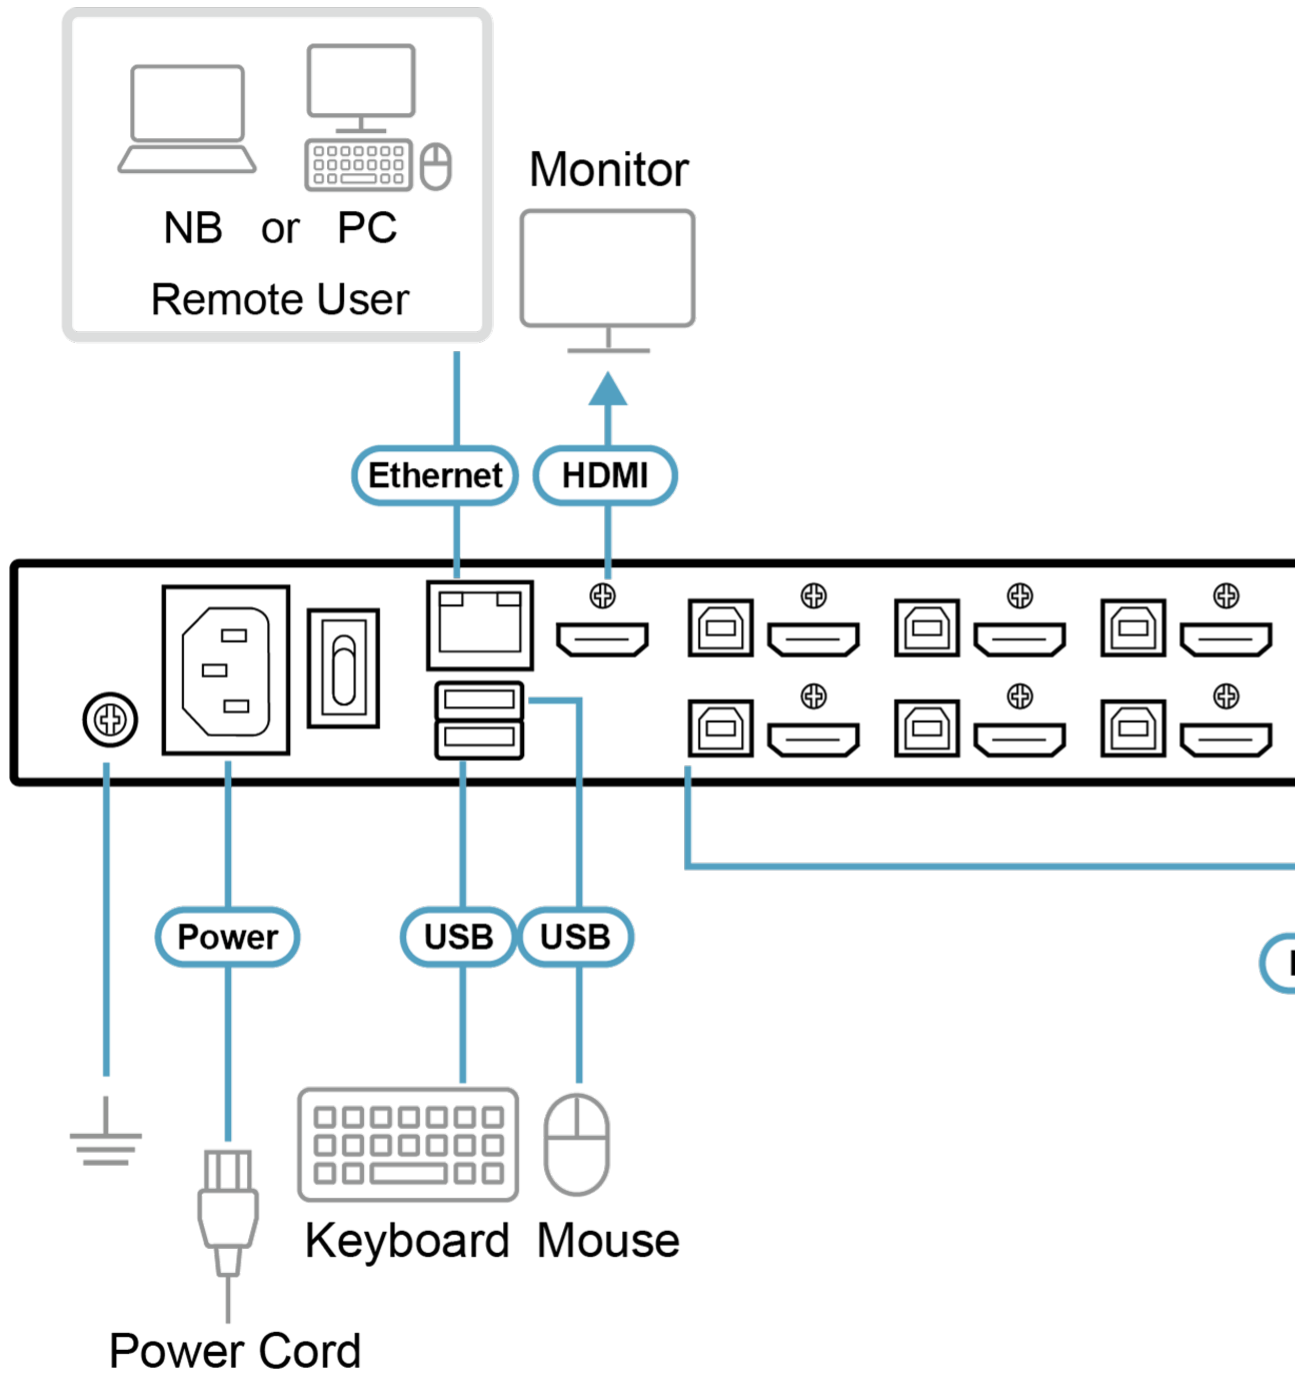 Monitor
NB or PC
Remote User
Ethernet
HDMI
Power
USB
USB
Keyboard
Mouse
Power Cord